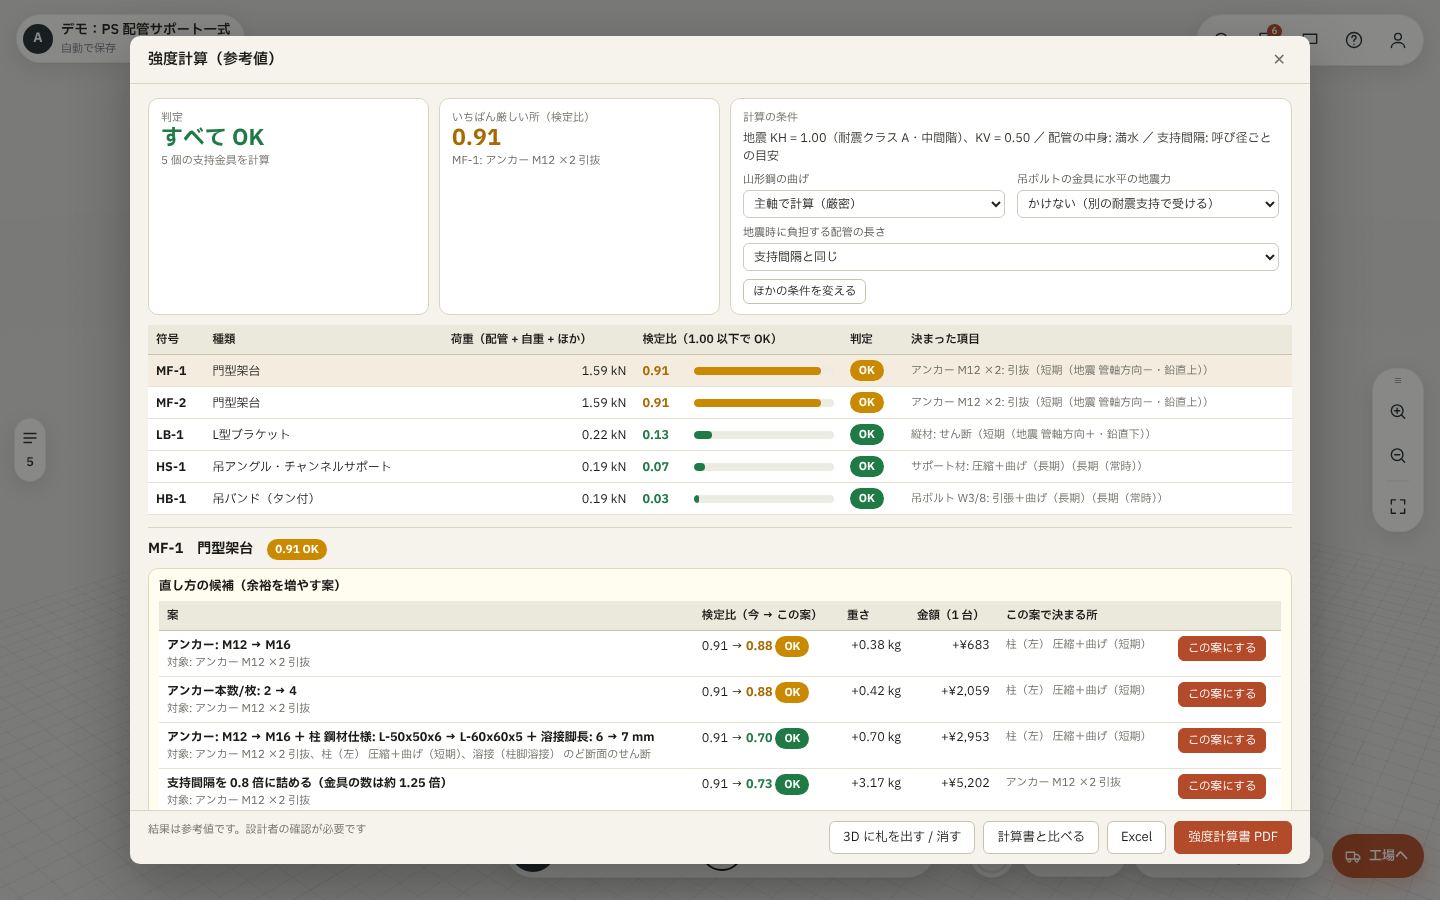 A
デモ：PS 配管サポート一式
自動で保存
6
強度計算（参考値）
×
判定
すべて OK
5 個の支持金具を計算
いちばん厳しい所（検定比）
0.91
MF-1: アンカー M12 ×2 引抜
計算の条件
地震 KH = 1.00（耐震クラス A・中間階）、KV = 0.50 ／ 配管の中身: 満水 ／ 支持間隔: 呼び径ごと
の目安
山形鋼の曲げ
吊ボルトの金具に水平の地震力
主軸で計算（厳密）
かけない（別の耐震支持で受ける）
地震時に負担する配管の長さ
支持間隔と同じ
ほかの条件を変える
符号 種類 荷重（配管 + 自重 + ほか） 検定比（1.00 以下で OK） 判定 決まった項目
MF-1 門型架台 1.59 kN 0.91 OK アンカー M12 ×2: 引抜（短期（地震 管軸方向ー・鉛直上））
MF-2 門型架台 1.59 kN 0.91 OK アンカー M12 ×2: 引抜（短期（地震 管軸方向ー・鉛直上））
LB-1 L型ブラケット 0.22 kN 0.13 OK 縦材: せん断（短期（地震 管軸方向＋・鉛直下））
HS-1 吊アングル・チャンネルサポート 0.19 kN 0.07 OK サポート材: 圧縮＋曲げ（長期）（長期（常時））
HB-1 吊バンド（タン付） 0.19 kN 0.03 OK 吊ボルト W3/8: 引張＋曲げ（長期）（長期（常時））
5
MF-1 門型架台 0.91 OK
直し方の候補（余裕を増やす案）
案 検定比（今 → この案） 重さ 金額（1 台） この案で決まる所
アンカー: M12 → M16 0.91 → 0.88 OK +0.38 kg +¥683 柱（左） 圧縮＋曲げ（短期） この案にする
対象: アンカー M12 ×2 引抜
アンカー本数/枚: 2 → 4 0.91 → 0.88 OK +0.42 kg +¥2,059 柱（左） 圧縮＋曲げ（短期） この案にする
対象: アンカー M12 ×2 引抜
アンカー: M12 → M16 ＋ 柱 鋼材仕様: L-50x50x6 → L-60x60x5 ＋ 溶接脚長: 6 → 7 mm 0.91 → 0.70 OK +0.70 kg +¥2,953 柱（左） 圧縮＋曲げ（短期） この案にする
対象: アンカー M12 ×2 引抜、柱（左） 圧縮＋曲げ（短期）、溶接（柱脚溶接） のど断面のせん断
支持間隔を 0.8 倍に詰める（金具の数は約 1.25 倍） 0.91 → 0.73 OK +3.17 kg +¥5,202 アンカー M12 ×2 引抜 この案にする
対象: アンカー M12 ×2 引抜
結果は参考値です。設計者の確認が必要です
3D に札を出す / 消す
計算書と比べる
Excel
強度計算書 PDF
工場へ